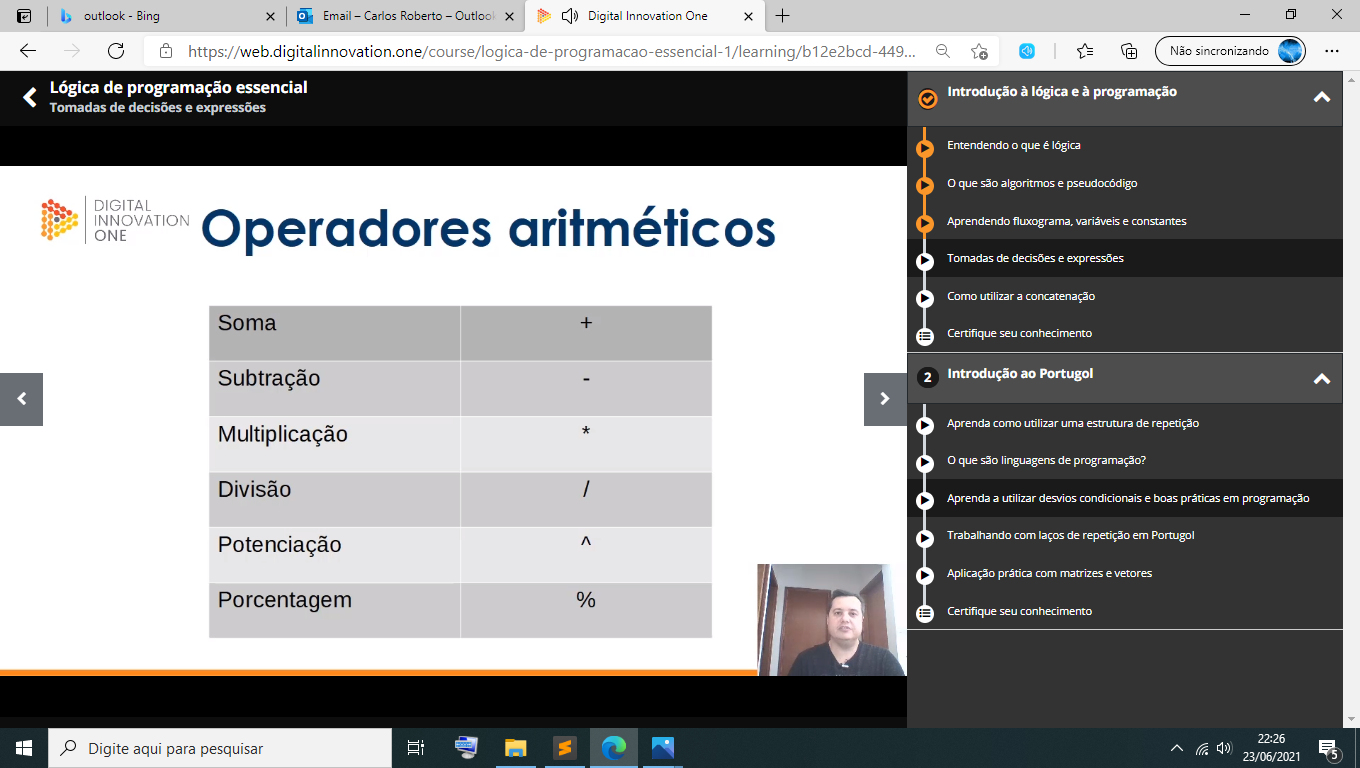 outlook - Bing
Email – Carlos Roberto – Outlook
Digital Innovation One
https://web.digitalinnovation.one/course/logica-de-programacao-essencial-1/learning/b12e2bcd-449...
Não sincronizando
Lógica de programação essencial
Tomadas de decisões e expressões
DIGITAL
INNOVATION
ONE
Operadores aritméticos
Soma +
Subtração -
Multiplicação *
Divisão /
Potenciação ^
Porcentagem %
Introdução à lógica e à programação
Entendendo o que é lógica
O que são algoritmos e pseudocódigo
Aprendendo fluxograma, variáveis e constantes
Tomadas de decisões e expressões
Como utilizar a concatenação
Certifique seu conhecimento
2 Introdução ao Portugol
Aprenda como utilizar uma estrutura de repetição
O que são linguagens de programação?
Aprenda a utilizar desvios condicionais e boas práticas em programação
Trabalhando com laços de repetição em Portugol
Aplicação prática com matrizes e vetores
Certifique seu conhecimento
Digite aqui para pesquisar
22:26
23/06/2021
5